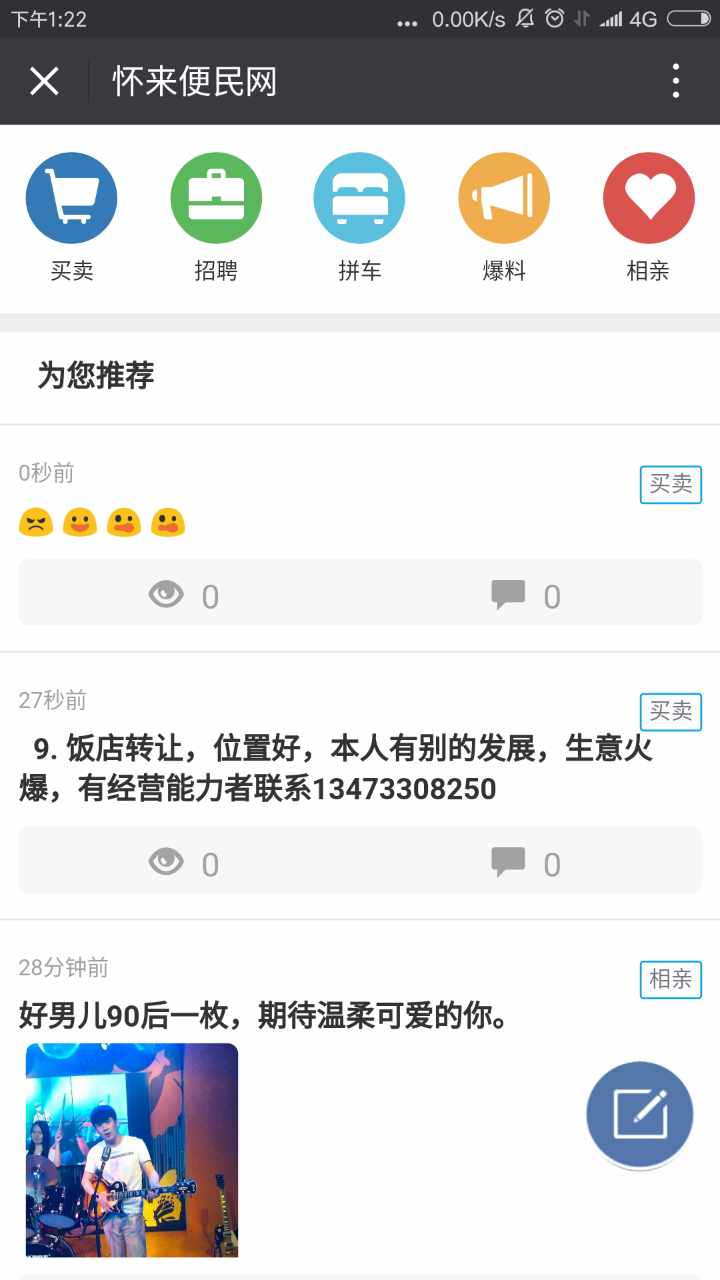 下午1:22
... 0.00K/s 4G
怀来便民网
买卖 招聘 拼车 爆料 相亲
为您推荐
0秒前
买卖
0 0
27秒前
买卖
9. 饭店转让，位置好，本人有别的发展，生意火
爆，有经营能力者联系13473308250
0 0
28分钟前
相亲
好男儿90后一枚，期待温柔可爱的你。